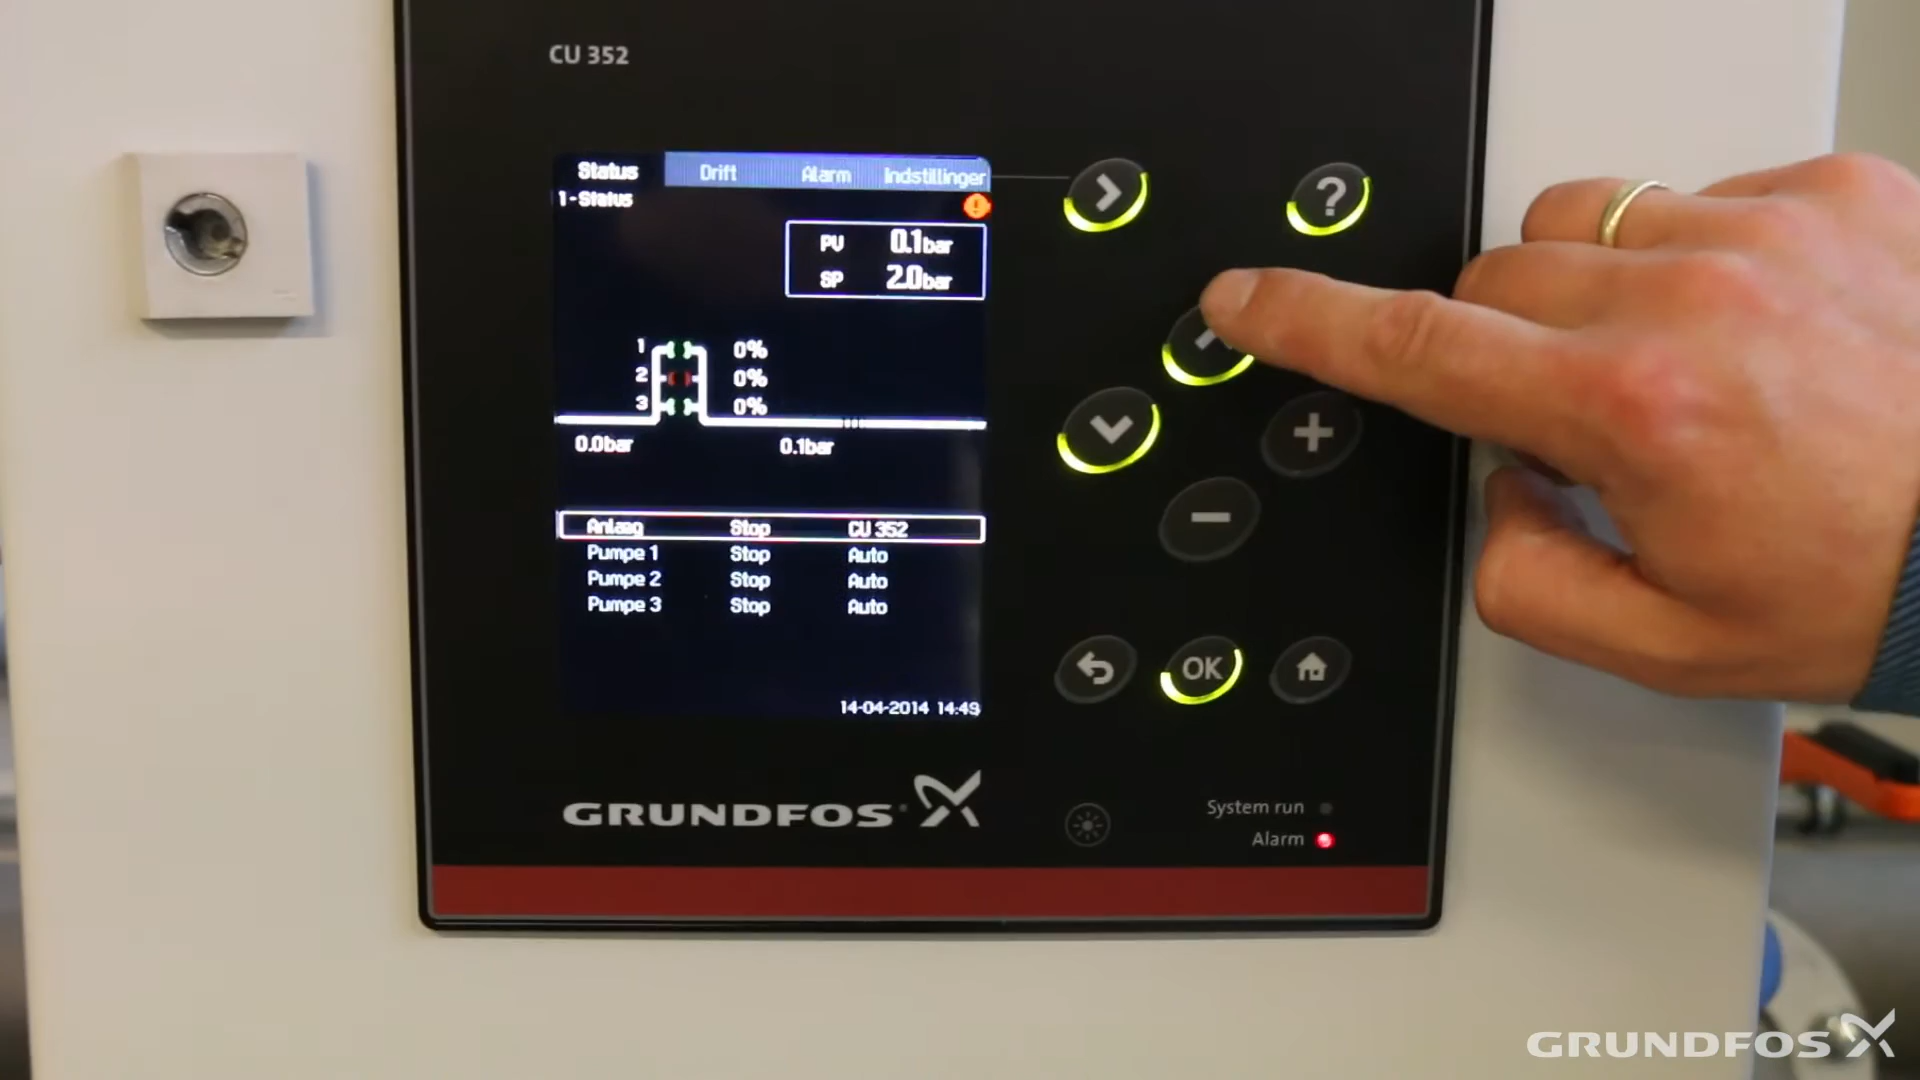 CU 352
Status Drift Alarm Indstillinger
1-Status
PV 0.1bar
SP 2.0bar
1 0%
2 0%
3 0%
0.0bar 0.1bar
Anlæg Stop CU 352
Pumpe 1 Stop Auto
Pumpe 2 Stop Auto
Pumpe 3 Stop Auto
14-04-2014 14:49
GRUNDFOS
?
OK
System run
Alarm
GRUNDFOS